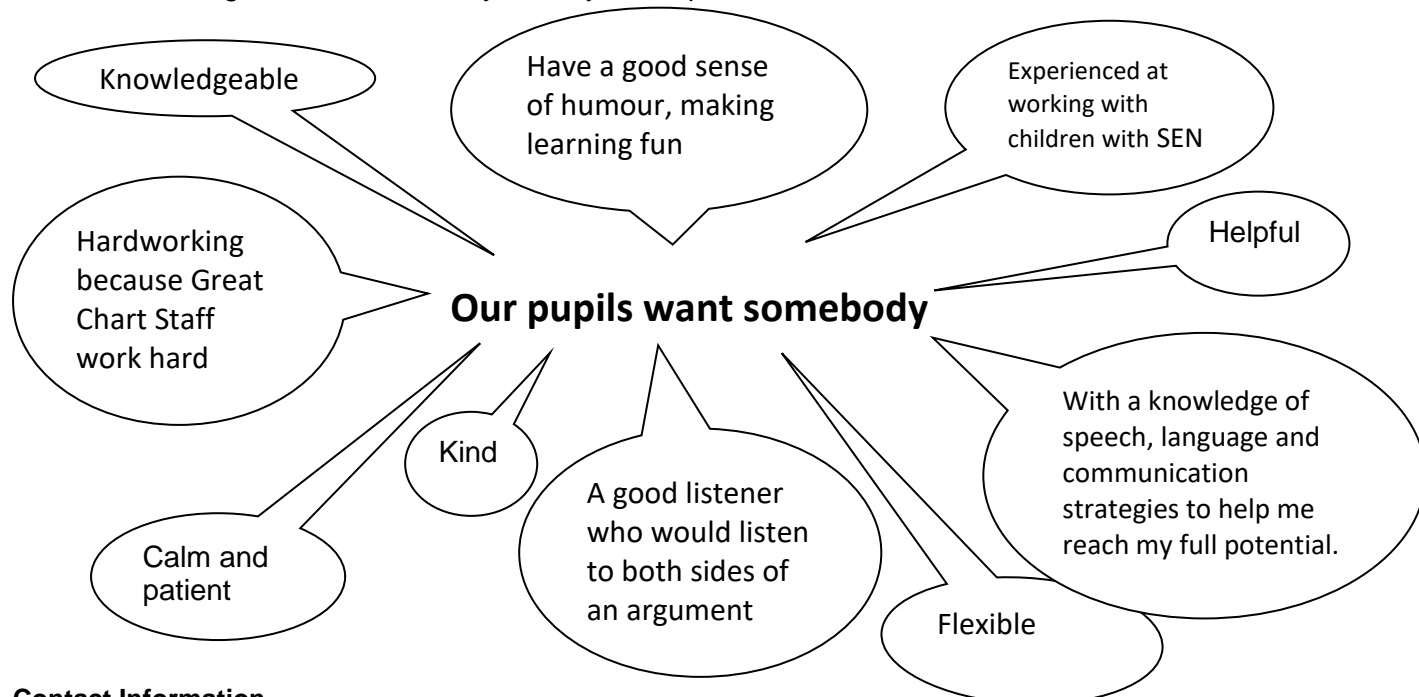 Knowledgeable
Have a good sense
of humour, making
learning fun
Experienced at
working with
children with SEN
Hardworking
because Great
Chart Staff
work hard
Helpful
Our pupils want somebody
Kind
With a knowledge of
speech, language and
communication
strategies to help me
reach my full potential.
A good listener
who would listen
to both sides of
an argument
Calm and
patient
Flexible
Contact Information